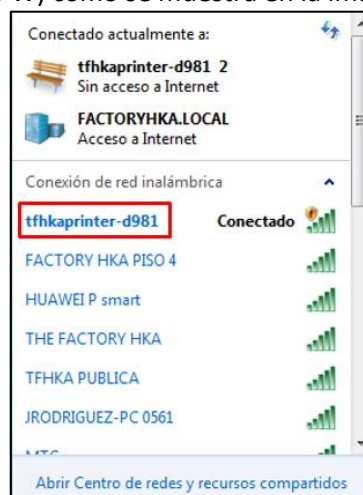 Conectado actualmente a:
tfhkaprinter-d981 2
Sin acceso a Internet
FACTORYHKA.LOCAL
Acceso a Internet
Conexión de red inalámbrica
tfhkaprinter-d981 Conectado
FACTORY HKA PISO 4
HUAWEI P smart
THE FACTORY HKA
TFHKA PUBLICA
JRODRIGUEZ-PC 0561
Abrir Centro de redes y recursos compartidos